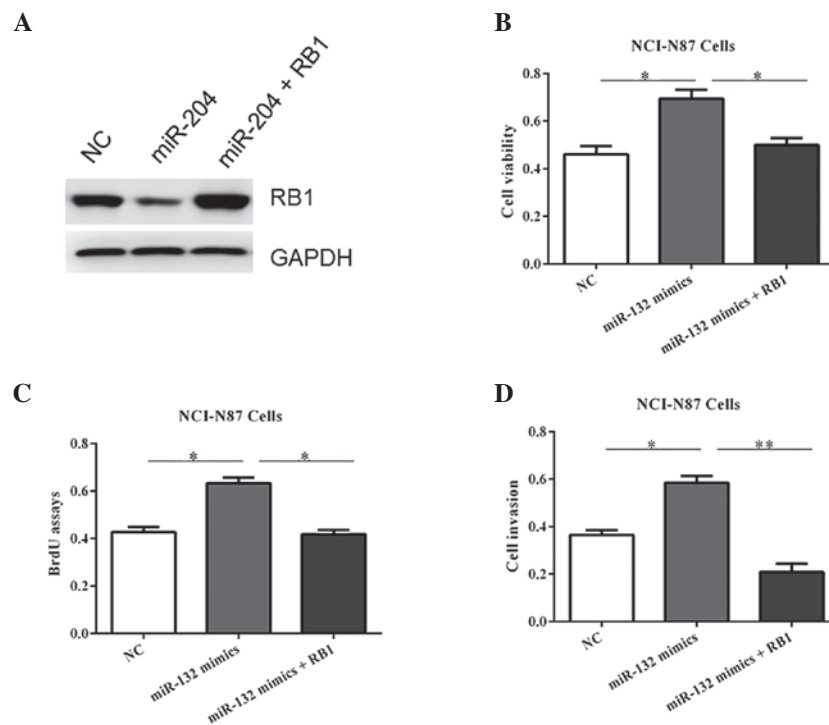 A
NC
miR-204
miR-204 + RB1
RB1
GAPDH
B
NCI-N87 Cells
*
*
Cell viability
0.8
0.6
0.4
0.2
0.0
NC
miR-132 mimics
miR-132 mimics + RB1
C
NCI-N87 Cells
*
*
BrdU assays
0.8
0.6
0.4
0.2
0.0
NC
miR-132 mimics
miR-132 mimics + RB1
D
NCI-N87 Cells
*
**
Cell invasion
0.8
0.6
0.4
0.2
0.0
NC
miR-132 mimics
miR-132 mimics + RB1